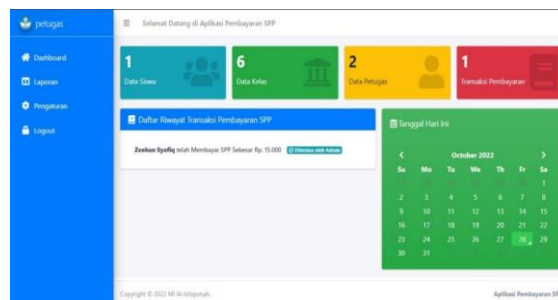 petugas
Selamat Datang di Aplikasi Pembayaran SPP
Dashboard
Laporan
Pengaturan
Logout
1
Data Siswa
6
Data Kelas
2
Data Petugas
1
Transaksi Pembayaran
Daftar Riwayat Transaksi Pembayaran SPP
Zeehan Syafiq telah Membayar SPP Sebesar Rp. 15.000 Diterima oleh Admin
Tanggal Hari Ini
October 2022
Su Mo Tu We Th Fr Sa
1
2 3 4 5 6 7 8
9 10 11 12 13 14 15
16 17 18 19 20 21 22
23 24 25 26 27 28 29
30 31
Copyright © 2022 MI Al-Istiqomah.
Aplikasi Pembayaran